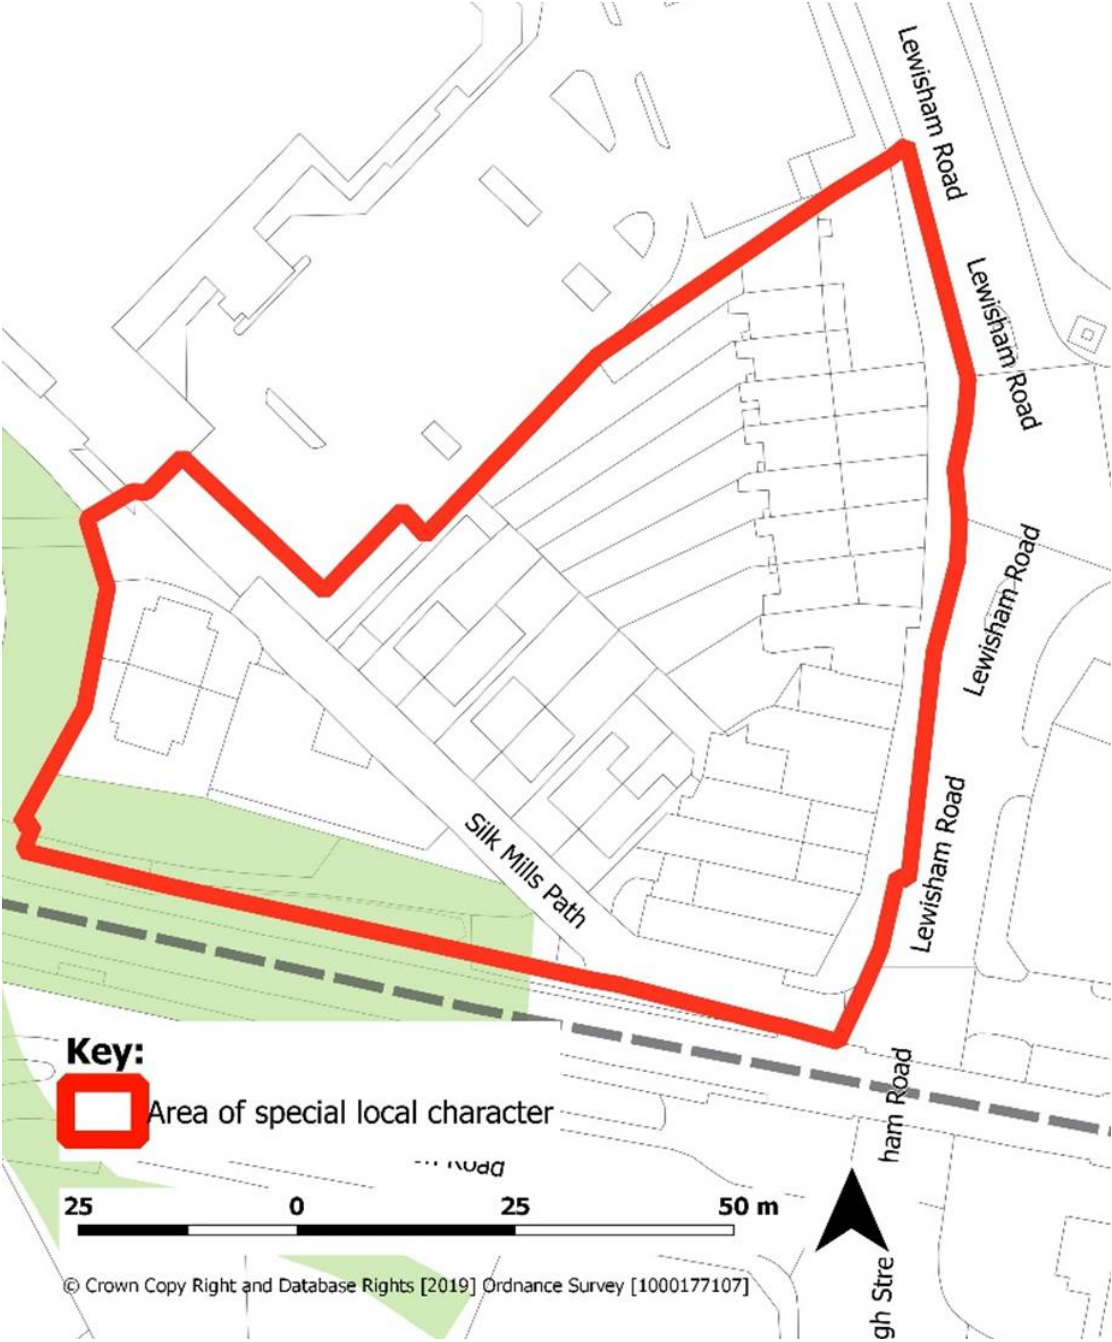 Lewisham Road
Lewisham Road
Lewisham Road
Lewisham Road
Silk Mills Path
ham Road
Key:
Area of special local character
Road
25 0 25 50 m
gh Stre
© Crown Copy Right and Database Rights [2019] Ordnance Survey [1000177107]